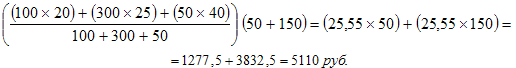 ((100 × 20) + (300 × 25) + (50 × 40) / 100 + 300 + 50) (50 + 150) = (25,55 × 50) + (25,55 × 150) =
= 1277,5 + 3832,5 = 5110 руб.